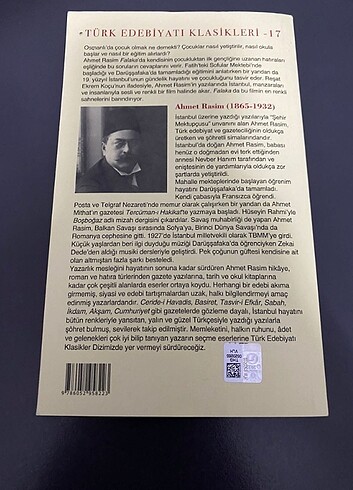 TÜRK EDEBİYATI KLASİKLERİ -17
Osmanlı'da çocuk olmak ne demekti? Çocuklar nasıl yetiştirilir, nasıl okula
başlar ve nasıl bir eğitim alırlardı?
Ahmet Rasim Falaka'da kendisinin çocukluktan ilk gençliğine uzanan hatıraları
eşliğinde bu soruların cevaplarını verir. Fatih'teki Sofular Mektebi'nde
başladığı ve Darüşşafaka'da tamamladığı eğitimini anlatırken bir yandan da
19. yüzyıl İstanbul'unun gündelik hayatını ve çocukluğunu tasvir eder. Reşat
Ekrem Koçu'nun ifadesiyle, Ahmet Rasim'in yazılarında İstanbul, manzaraları
ve insanlarıyla sesli ve renkli bir film halinde akar. Falaka da bu filmin en renkli
sahnelerini barındırıyor.
Ahmet Rasim (1865-1932)
İstanbul üzerine yazdığı yazılarıyla "Şehir
Mektupçusu" unvanını alan Ahmet Rasim,
Türk edebiyat ve gazeteciliğinin oldukça
üretken ve şöhretli simalarındandır.
İstanbul'da doğan Ahmet Rasim, babası
henüz o doğmadan evi terk ettiğinden
annesi Nevber Hanım tarafından ve
eniştesinin de yardımlarıyla oldukça zor
şartlarda yetiştirildi.
Mahalle mekteplerinde başlayan öğrenim
hayatını Darüşşafaka'da tamamladı.
Kendi çabasıyla Fransızca öğrendi.
Posta ve Telgraf Nezareti'nde memur olarak çalışırken bir yandan da Ahmet
Mithat'ın gazetesi Tercüman-ı Hakikat'te yazmaya başladı. Hüseyin Rahmi'yle
Boşboğaz adlı mizah dergisini çıkardılar. Savaş muhabirliği de yapan Ahmet
Rasim, Balkan Savaşı sırasında Sofya'ya, Birinci Dünya Savaşı'nda da
Romanya cephesine gitti. 1927'de İstanbul milletvekili olarak TBMM'ye girdi.
Küçük yaşlardan beri ilgi duyduğu müziği Darüşşafaka'da öğrenciyken Zekai
Dede'den aldığı musiki dersleriyle geliştirdi. Pek çoğunun güftesi kendisine ait
olan altmıştan fazla şarkı besteledi.
Yazarlık mesleğini hayatının sonuna kadar sürdüren Ahmet Rasim hikâye,
roman ve hatıra türlerinden gazete yazılarına, tarih ve okul kitaplarına
kadar çok çeşitli alanlarda eserler ortaya koydu. Herhangi bir edebi akıma
girmemiş, siyasi ve edebi tartışmalardan uzak, halkı bilgilendirmeyi amaç
edinmiş yazarlardandır. Ceride-i Havadis, Basiret, Tasvir-i Efkâr, Sabah,
İkdam, Akşam, Cumhuriyet gibi gazetelerde gözleme dayalı, İstanbul hayatını
bütün renkleriyle yansıtan, yalın ve güzel Türkçesiyle yazdığı yazılarla
şöhret bulmuş, sevilerek takip edilmiştir. Memleketini, halkın ruhunu, âdet
ve gelenekleri çok iyi bilip tanıyan yazarın seçme eserlerine Türk Edebiyatı
Klasikler Dizimizde yer vermeyi sürdüreceğiz.
9 786052 958223